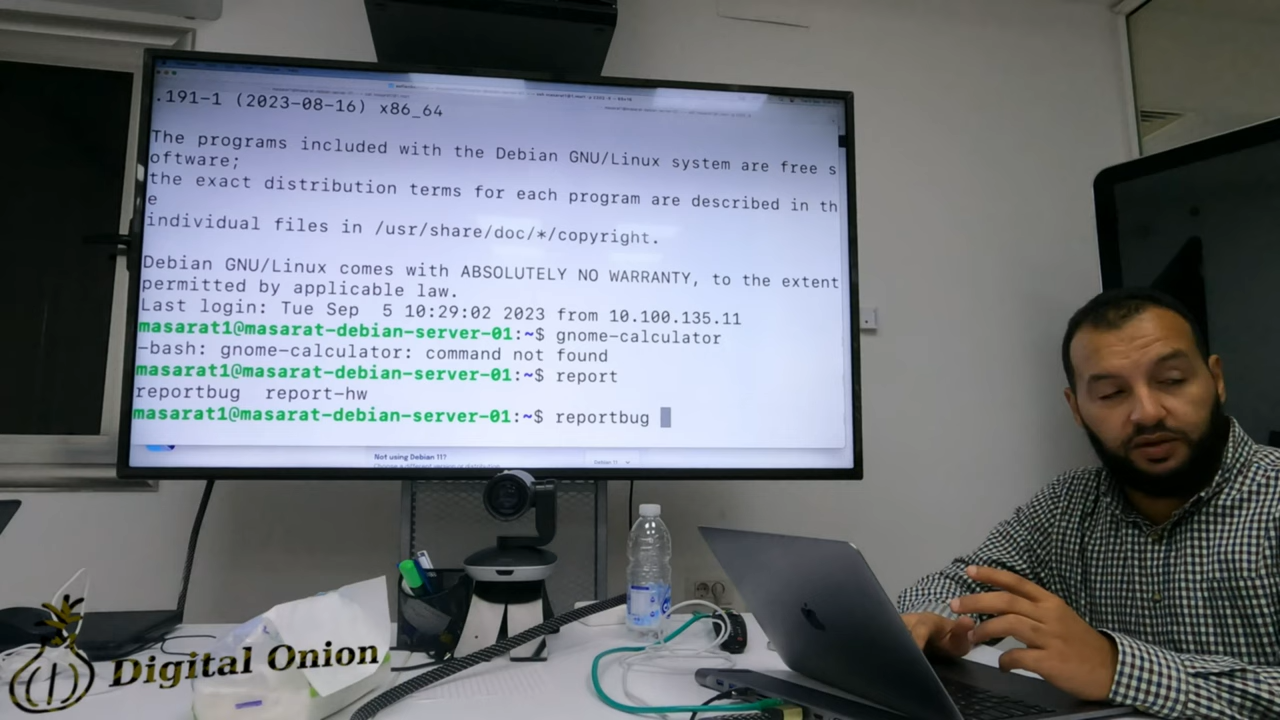 .191-1 (2023-08-16) x86_64
The programs included with the Debian GNU/Linux system are free s
oftware;
the exact distribution terms for each program are described in th
e
individual files in /usr/share/doc/*/copyright.
Debian GNU/Linux comes with ABSOLUTELY NO WARRANTY, to the extent
permitted by applicable law.
Last login: Tue Sep  5 10:29:02 2023 from 10.100.135.11
masarat1@masarat-debian-server-01:~$ gnome-calculator
-bash: gnome-calculator: command not found
masarat1@masarat-debian-server-01:~$ report
reportbug  report-hw
masarat1@masarat-debian-server-01:~$ reportbug
Not using Debian 11?
Debian 11
Digital Onion